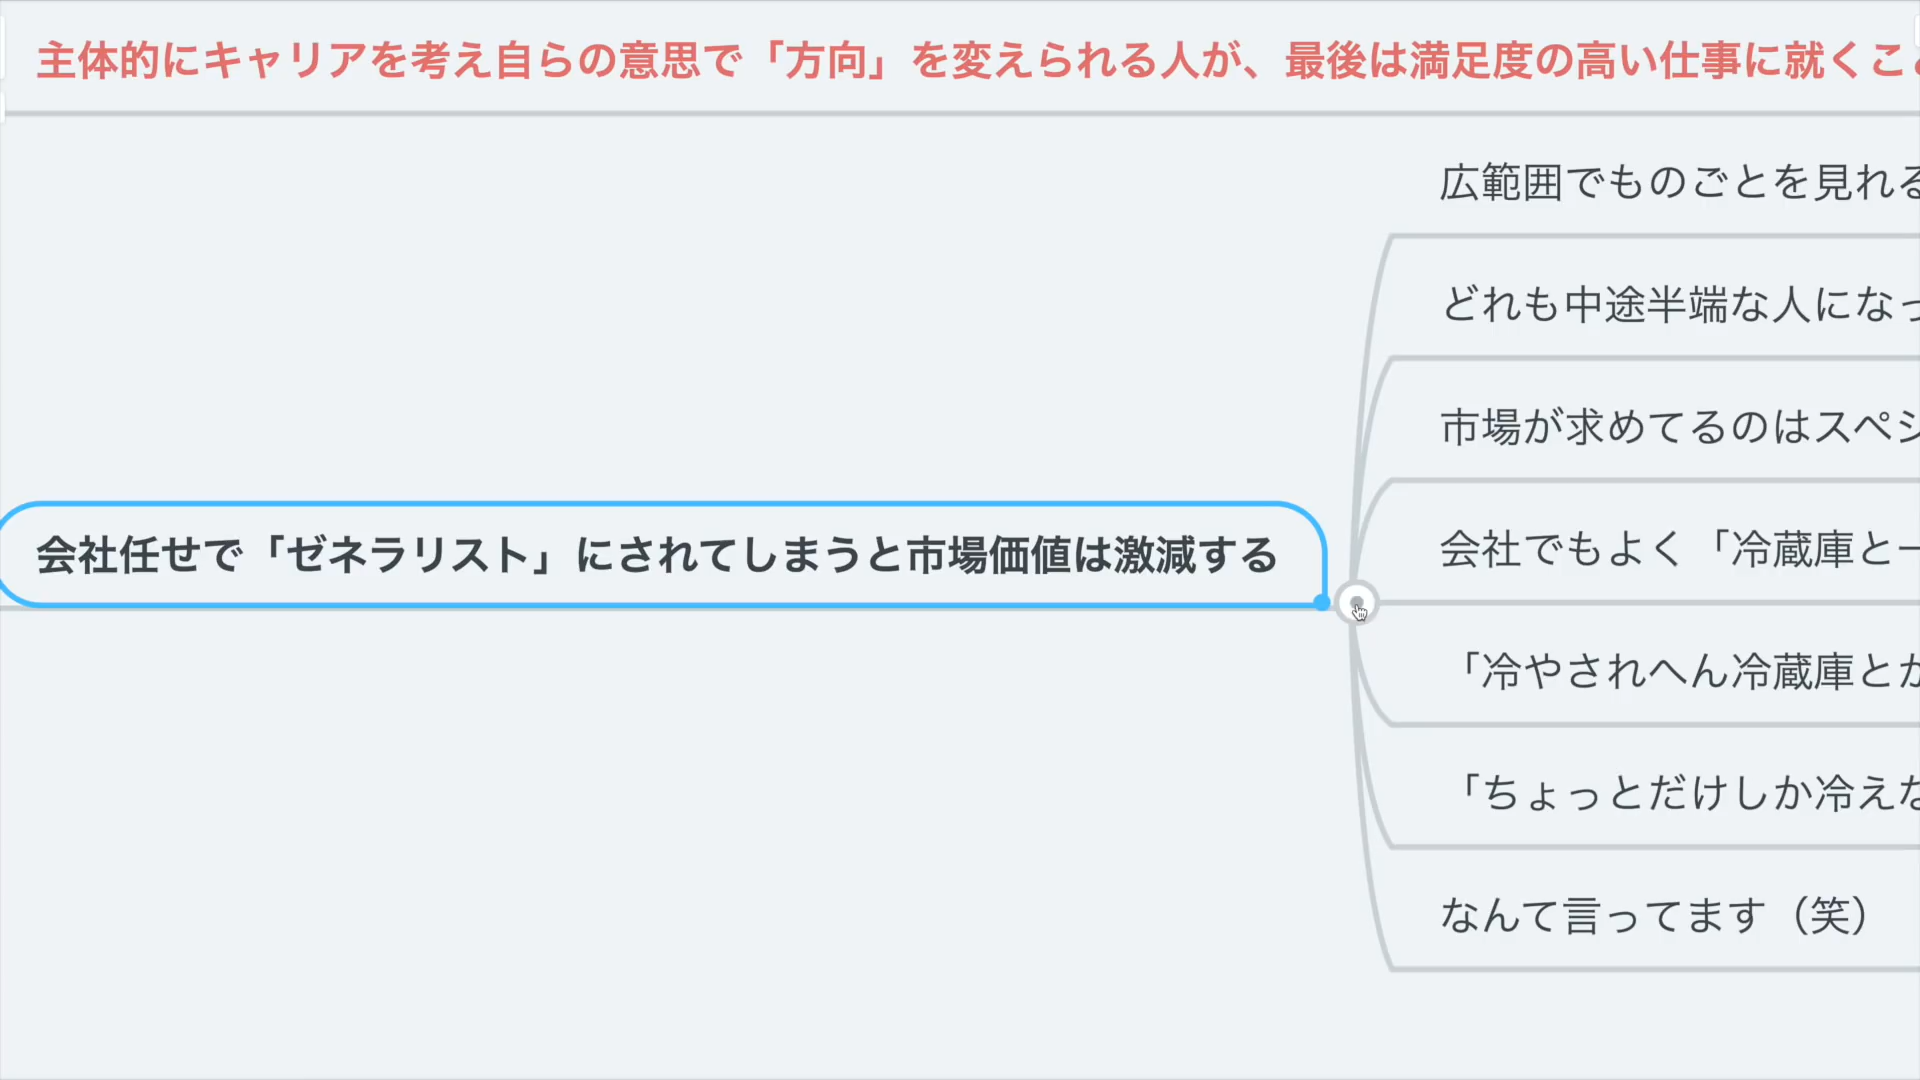 主体的にキャリアを考え自らの意思で「方向」を変えられる人が、最後は満足度の高い仕事に就くこ
広範囲でものごとを見れる
どれも中途半端な人になっ
市場が求めてるのはスペシ
会社でもよく「冷蔵庫と一
会社任せで「ゼネラリスト」にされてしまうと市場価値は激減する
「冷やされへん冷蔵庫とか
「ちょっとだけしか冷えな
なんて言ってます（笑）